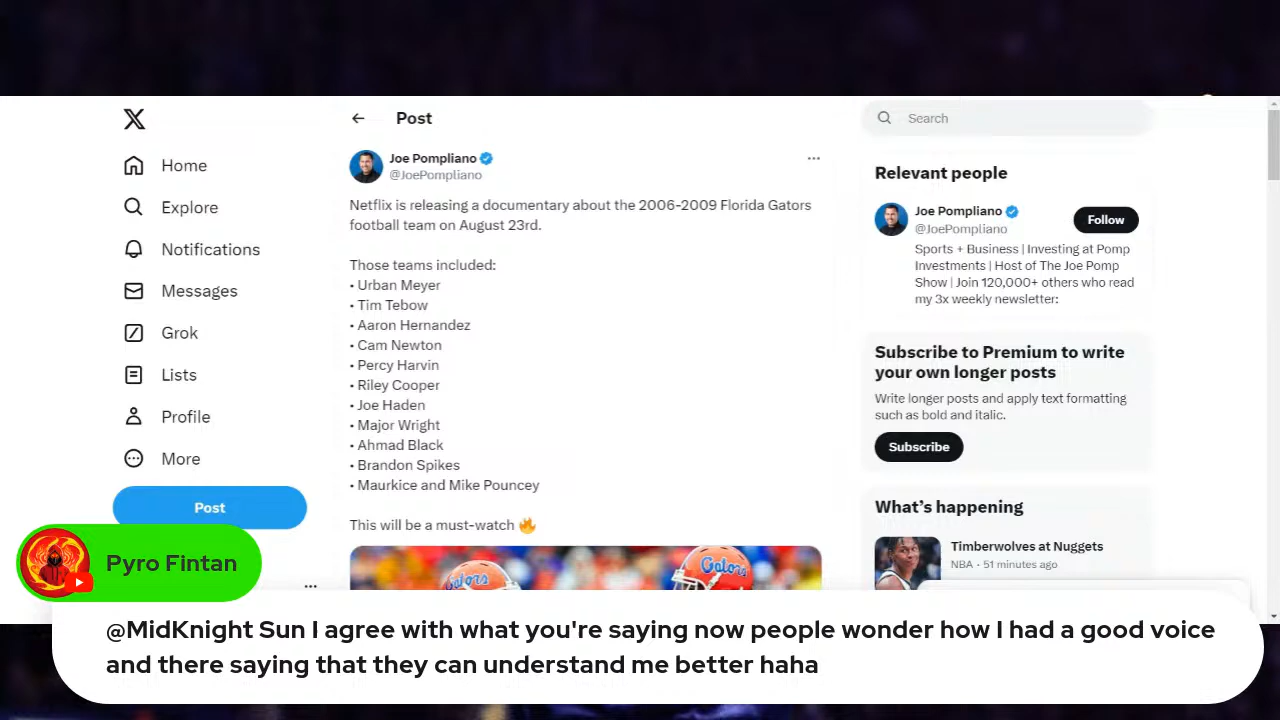 Post
Search
Joe Pompliano
@JoePompliano
Home
Explore
Notifications
Messages
Grok
Lists
Profile
More
Post
Netflix is releasing a documentary about the 2006-2009 Florida Gators
football team on August 23rd.
Those teams included:
• Urban Meyer
• Tim Tebow
• Aaron Hernandez
• Cam Newton
• Percy Harvin
• Riley Cooper
• Joe Haden
• Major Wright
• Ahmad Black
• Brandon Spikes
• Maurkice and Mike Pouncey
This will be a must-watch 🔥
Gators
Gators
Relevant people
Joe Pompliano
@JoePompliano
Follow
Sports + Business | Investing at Pomp
Investments | Host of The Joe Pomp
Show | Join 120,000+ others who read
my 3x weekly newsletter:
Subscribe to Premium to write
your own longer posts
Write longer posts and apply text formatting
such as bold and italic.
Subscribe
What's happening
Timberwolves at Nuggets
NBA · 51 minutes ago
Pyro Fintan
@MidKnight Sun I agree with what you're saying now people wonder how I had a good voice
and there saying that they can understand me better haha